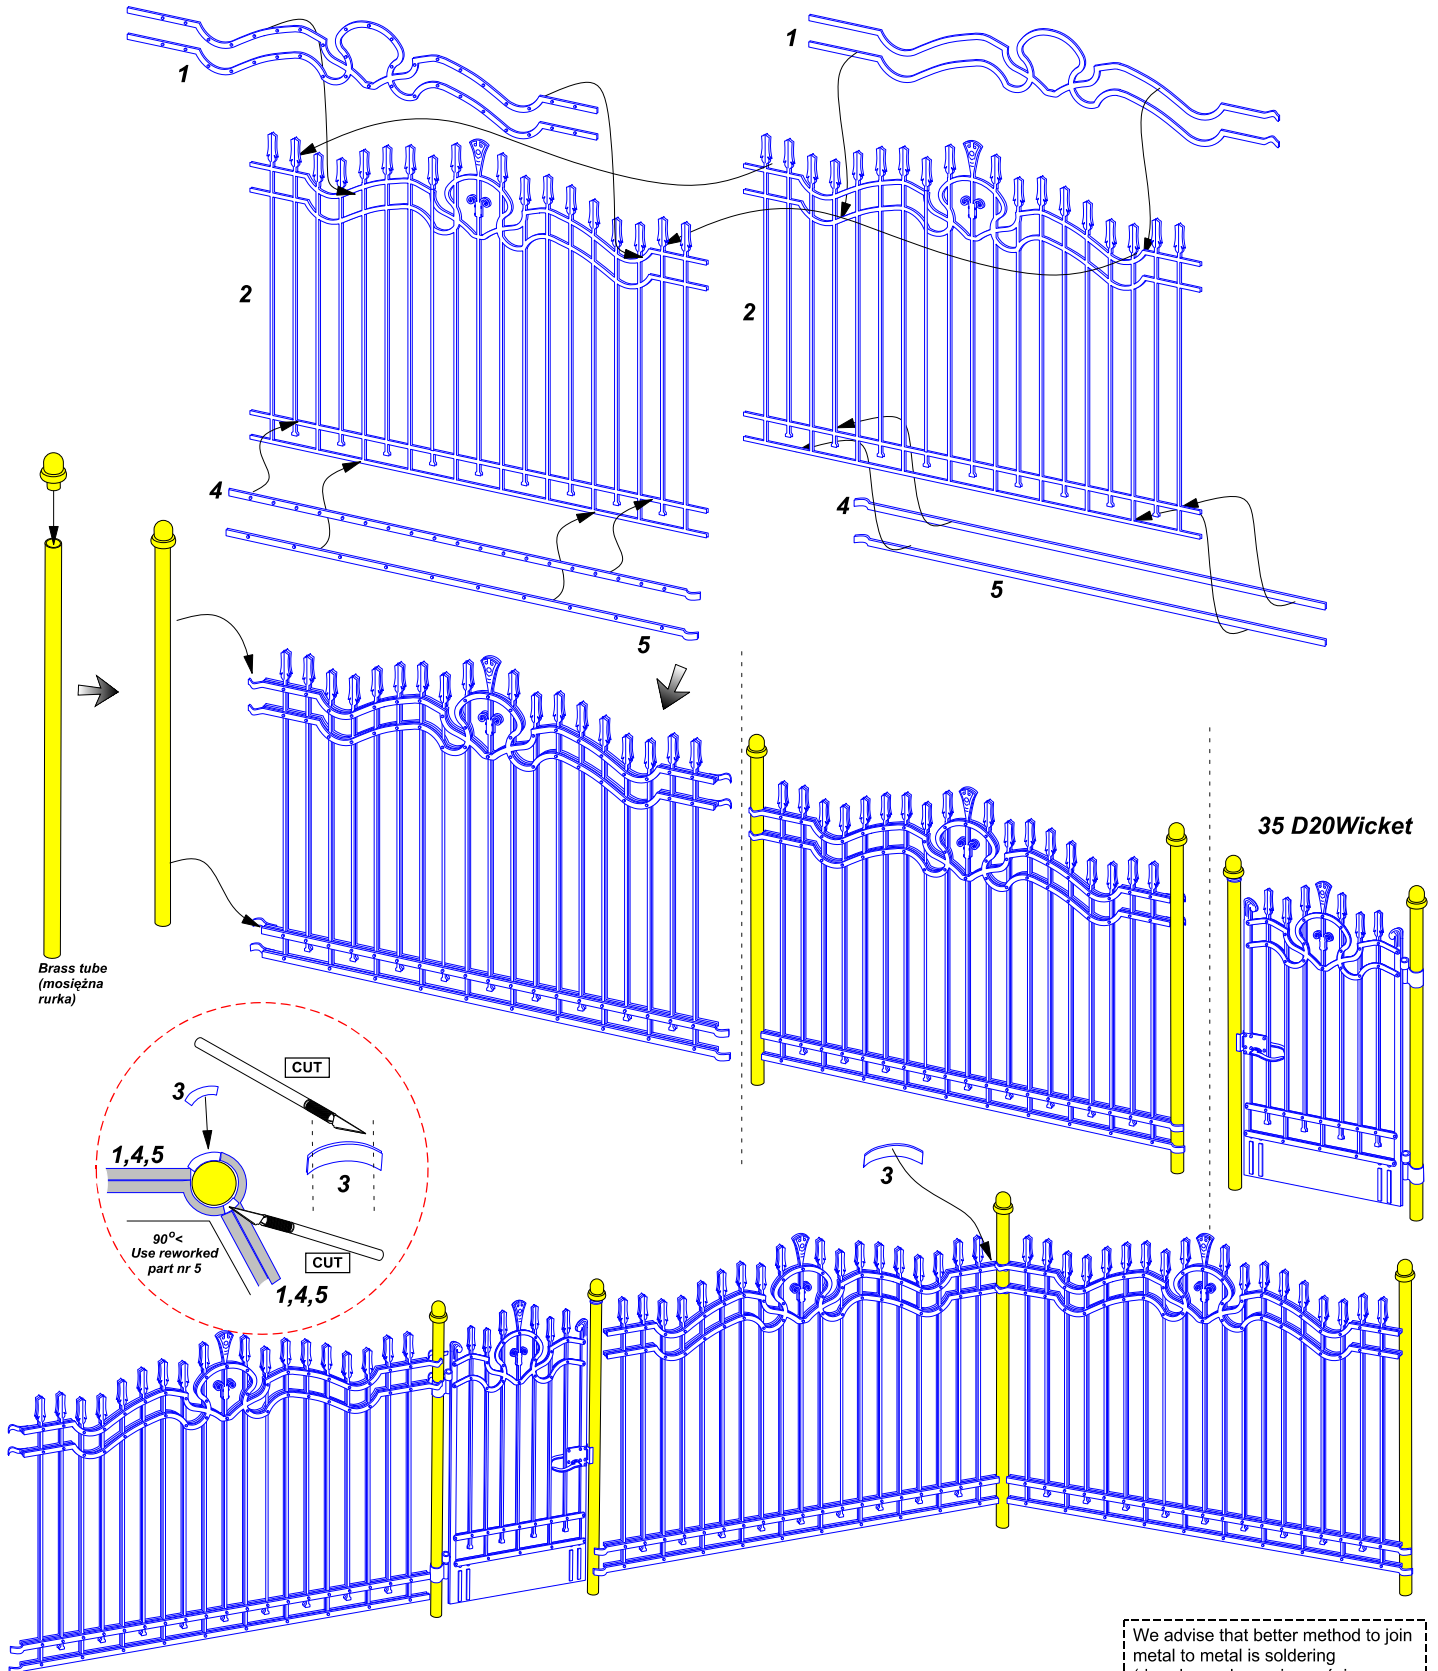 1
1
2
2
4
4
5
5
Brass tube
(mosiężna
rurka)
35 D20Wicket
CUT
3
1,4,5
3
90°<
Use reworked
part nr 5
CUT
1,4,5
3
We advise that better method to join
metal to metal is soldering